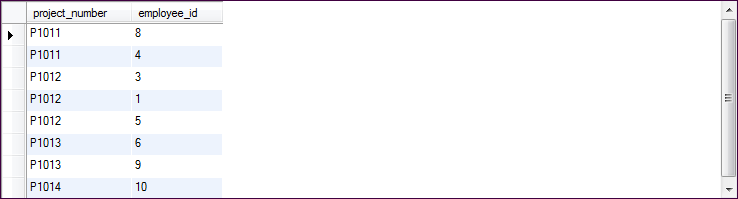 project_number employee_id
P1011 8
P1011 4
P1012 3
P1012 1
P1012 5
P1013 6
P1013 9
P1014 10